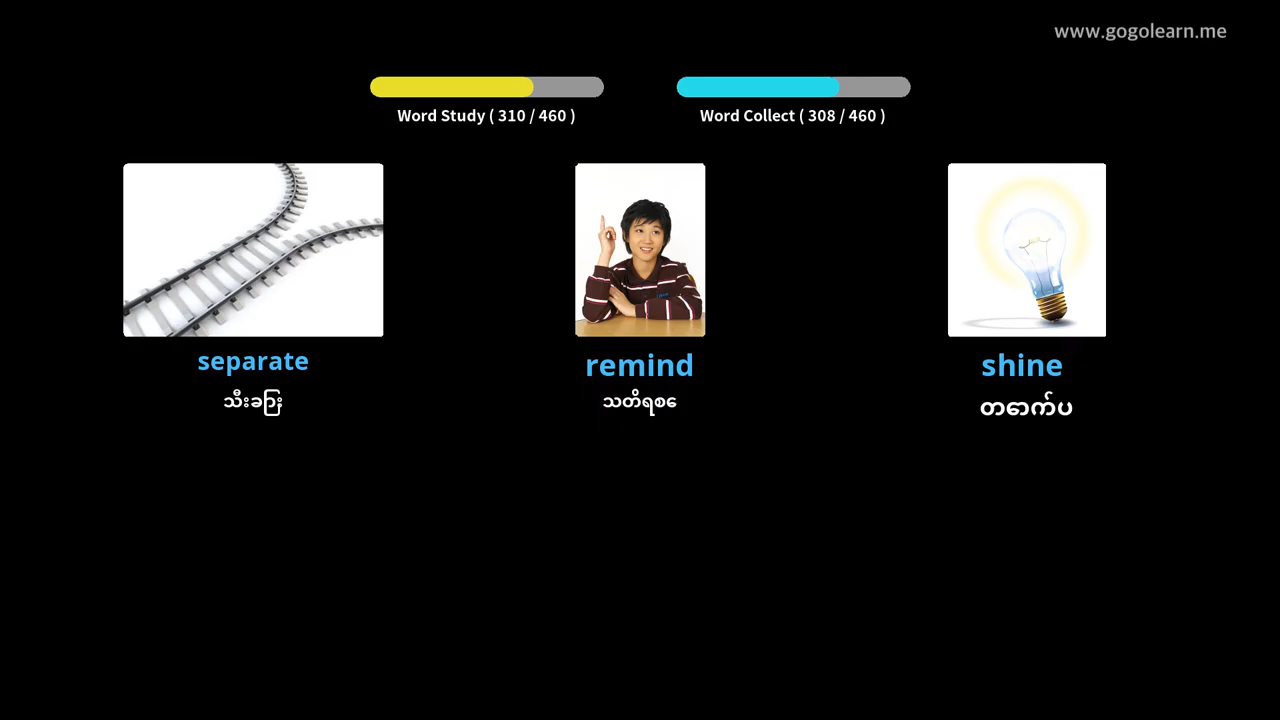 www.gogolearn.me
Word Study ( 310 / 460 )
Word Collect ( 308 / 460 )
separate
remind
shine
သီးခြား
သတိရစေ
တောက်ပ